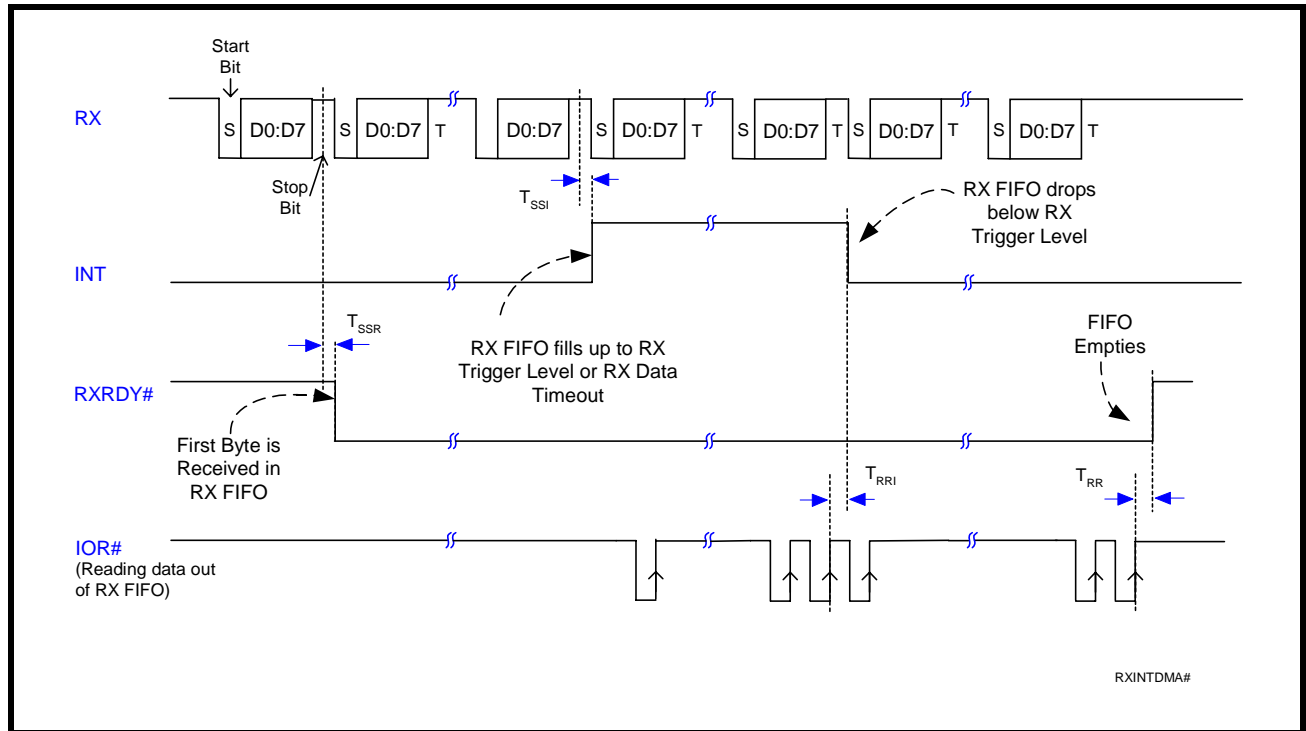 Start
Bit
RX
S D0:D7 S D0:D7 T D0:D7 S D0:D7 T S D0:D7 T S D0:D7 T S D0:D7 T
Stop
Bit
TSSI
RX FIFO drops
below RX
Trigger Level
INT
TSSR
RX FIFO fills up to RX
Trigger Level or RX Data
Timeout
FIFO
Empties
RXRDY#
First Byte is
Received in
RX FIFO
TRRI
TRR
IOR#
(Reading data out
of RX FIFO)
RXINTDMA#